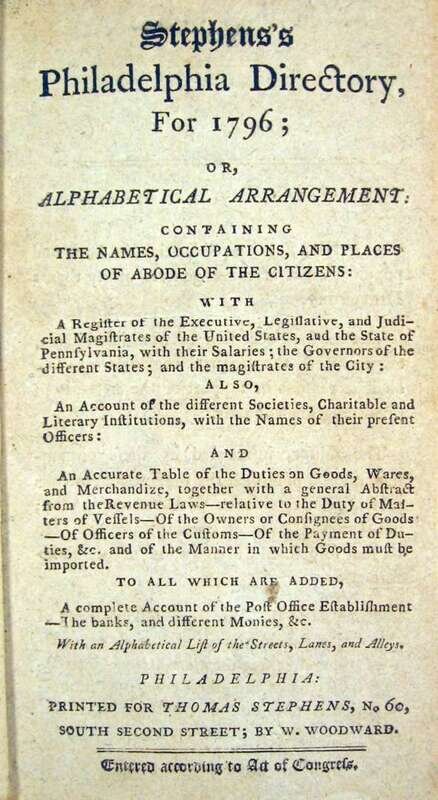 Stephens's
Philadelphia Directory,
For 1796;
OR,
ALPHABETICAL ARRANGEMENT:
CONTAINING
THE NAMES, OCCUPATIONS, AND PLACES
OF ABODE OF THE CITIZENS:
WITH
A Regiſter of the Executive, Legiſlative, and Judi-
cial Magiſtrates of the United States, aud the State of
Pennſylvania, with their Salaries; the Governors of the
different States; and the magiſtrates of the City:
ALSO,
An Account of the different Societies, Charitable and
Literary Inſtitutions, with the Names of their preſent
Officers:
AND
An Accurate Table of the Duties on Goods, Wares,
and Merchandize, together with a general Abſtract
from the Revenue Laws—relative to the Duty of Maſ-
ters of Veſſels—Of the Owners or Conſignees of Goods
—Of Officers of the Cuſtoms—Of the Payment of Du-
ties, &c. and of the Manner in which Goods muſt be
imported.
TO ALL WHICH ARE ADDED,
A complete Account of the Poſt Office Eſtabliſhment
—The banks, and different Monies, &c.
With an Alphabetical Liſt of the Streets, Lanes, and Alleys.
PHILADELPHIA:
PRINTED FOR THOMAS STEPHENS, No 60,
SOUTH SECOND STREET; BY W. WOODWARD.
Entered according to Act of Congreſs.